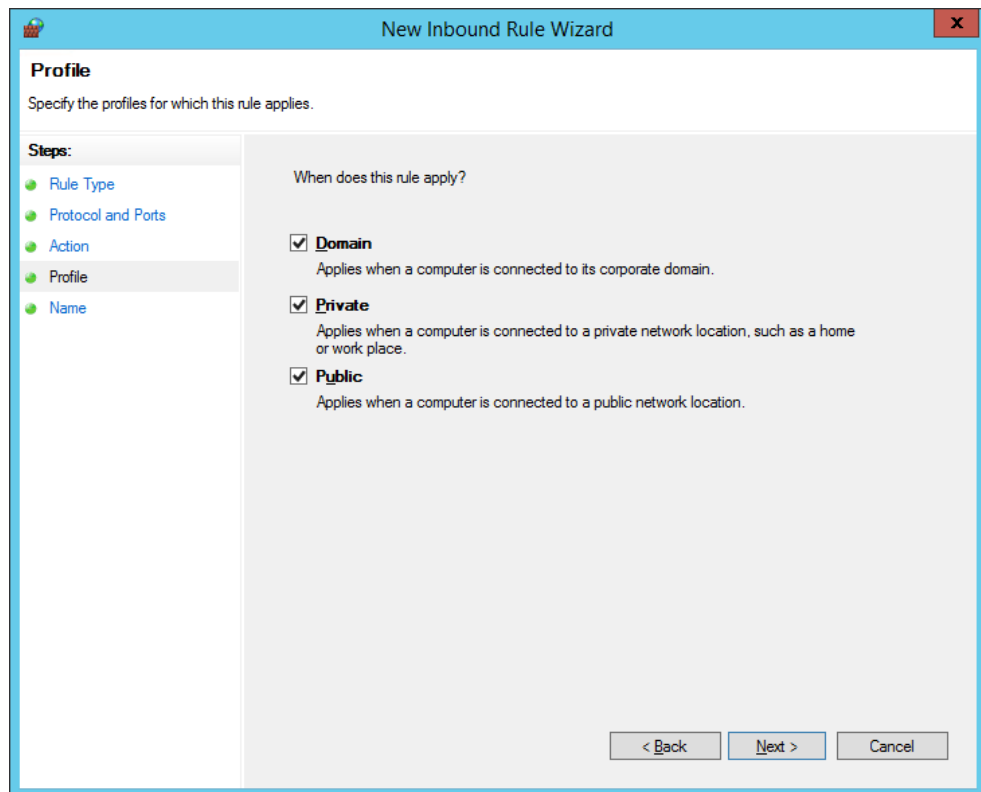 New Inbound Rule Wizard
x
Profile
Specify the profiles for which this rule applies.
Steps:
Rule Type
Protocol and Ports
Action
Profile
Name
When does this rule apply?
Domain
Applies when a computer is connected to its corporate domain.
Private
Applies when a computer is connected to a private network location, such as a home
or work place.
Public
Applies when a computer is connected to a public network location.
< Back
Next >
Cancel